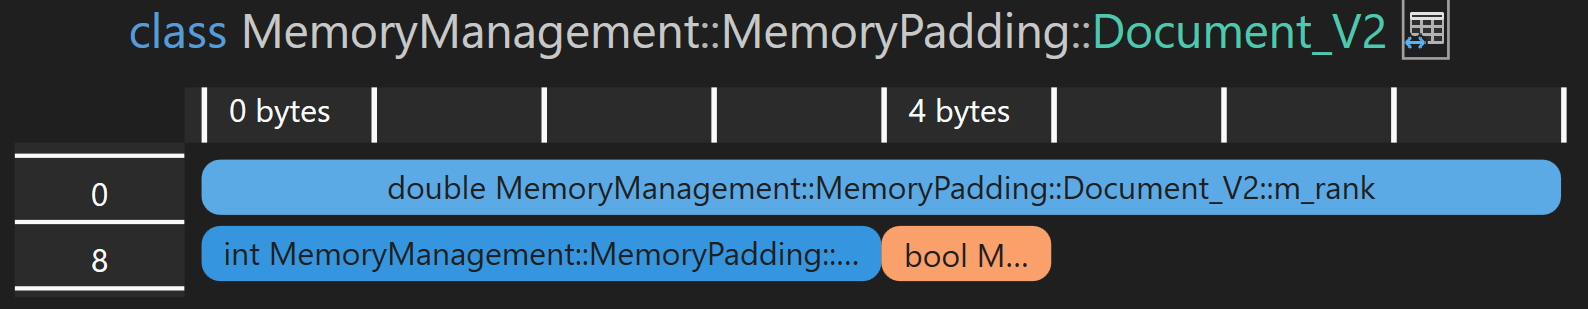 class MemoryManagement::MemoryPadding::Document_V2
0 bytes 4 bytes
0 double MemoryManagement::MemoryPadding::Document_V2::m_rank
8 int MemoryManagement::MemoryPadding::... bool M...